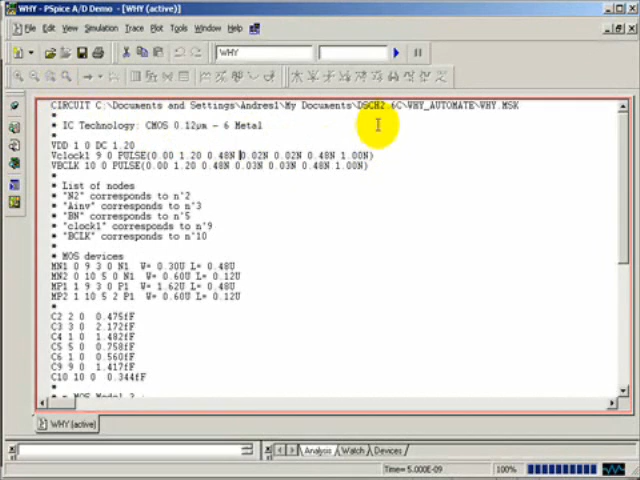 WHY - PSpice A/D Demo - [WHY (active)]
File Edit View Simulation Trace Plot Tools Window Help
WHY
CIRCUIT C:\Documents and Settings\Andres1\My Documents\DSCH2 6C\WHY_AUTOMATE\WHY.MSK
*
* IC Technology: CMOS 0.12µm - 6 Metal
*
VDD 1 0 DC 1.20
Vclock1 9 0 PULSE(0.00 1.20 0.48N 0.02N 0.02N 0.48N 1.00N)
VBCLK 10 0 PULSE(0.00 1.20 0.48N 0.03N 0.03N 0.48N 1.00N)
*
* List of nodes
* "N2" corresponds to n°2
* "Ainv" corresponds to n°3
* "BN" corresponds to n°5
* "clock1" corresponds to n°9
* "BCLK" corresponds to n°10
*
* MOS devices
MN1 0 9 3 0 N1 W= 0.30U L= 0.48U
MN2 0 10 5 0 N1 W= 0.60U L= 0.12U
MP1 1 9 3 0 P1 W= 1.62U L= 0.48U
MP2 1 10 5 2 P1 W= 0.60U L= 0.12U
*
C2 2 0 0.475fF
C3 3 0 2.172fF
C4 1 0 1.482fF
C5 5 0 0.758fF
C6 1 0 0.560fF
C9 9 0 1.417fF
C10 10 0 0.344fF
*
WHY (active)
Analysis Watch Devices
Time= 5.000E-09 100%